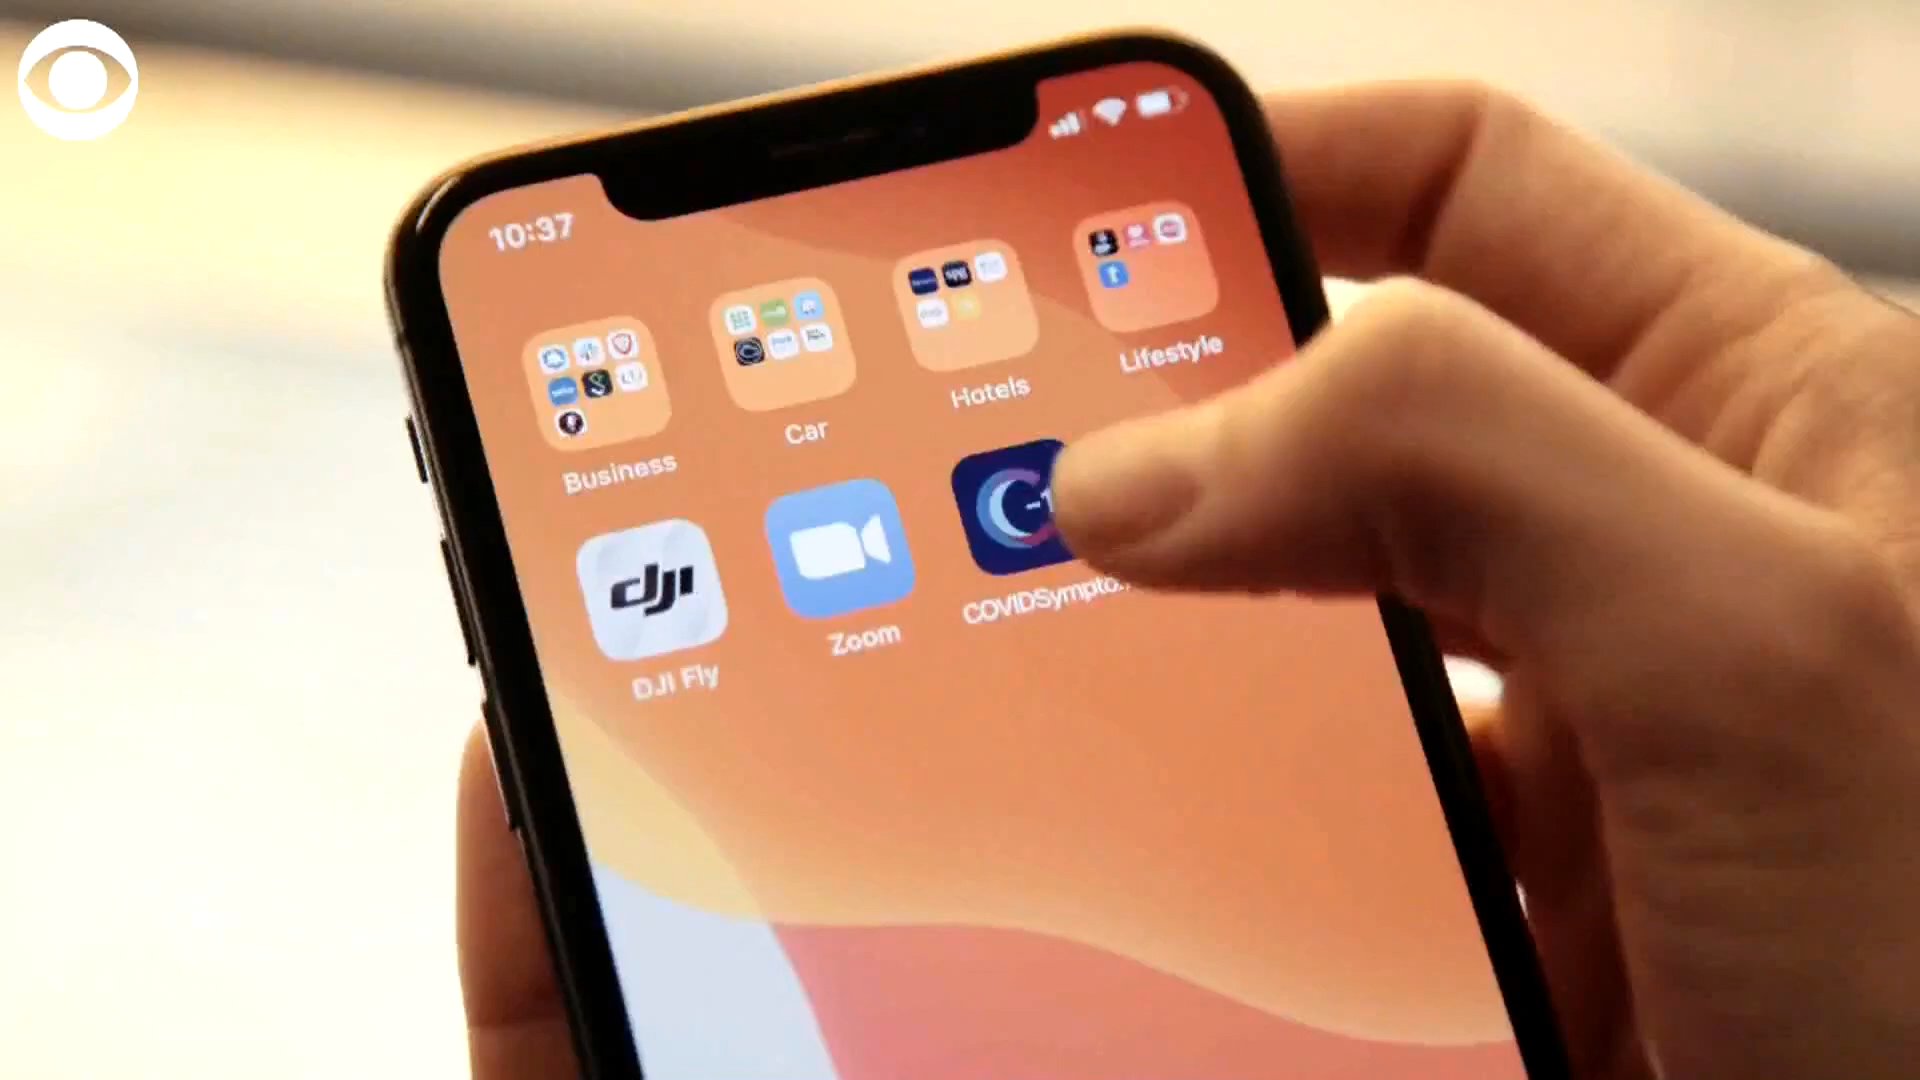 10:37
Business
Car
Hotels
Lifestyle
dji
DJI Fly
Zoom
COVIDSympto..